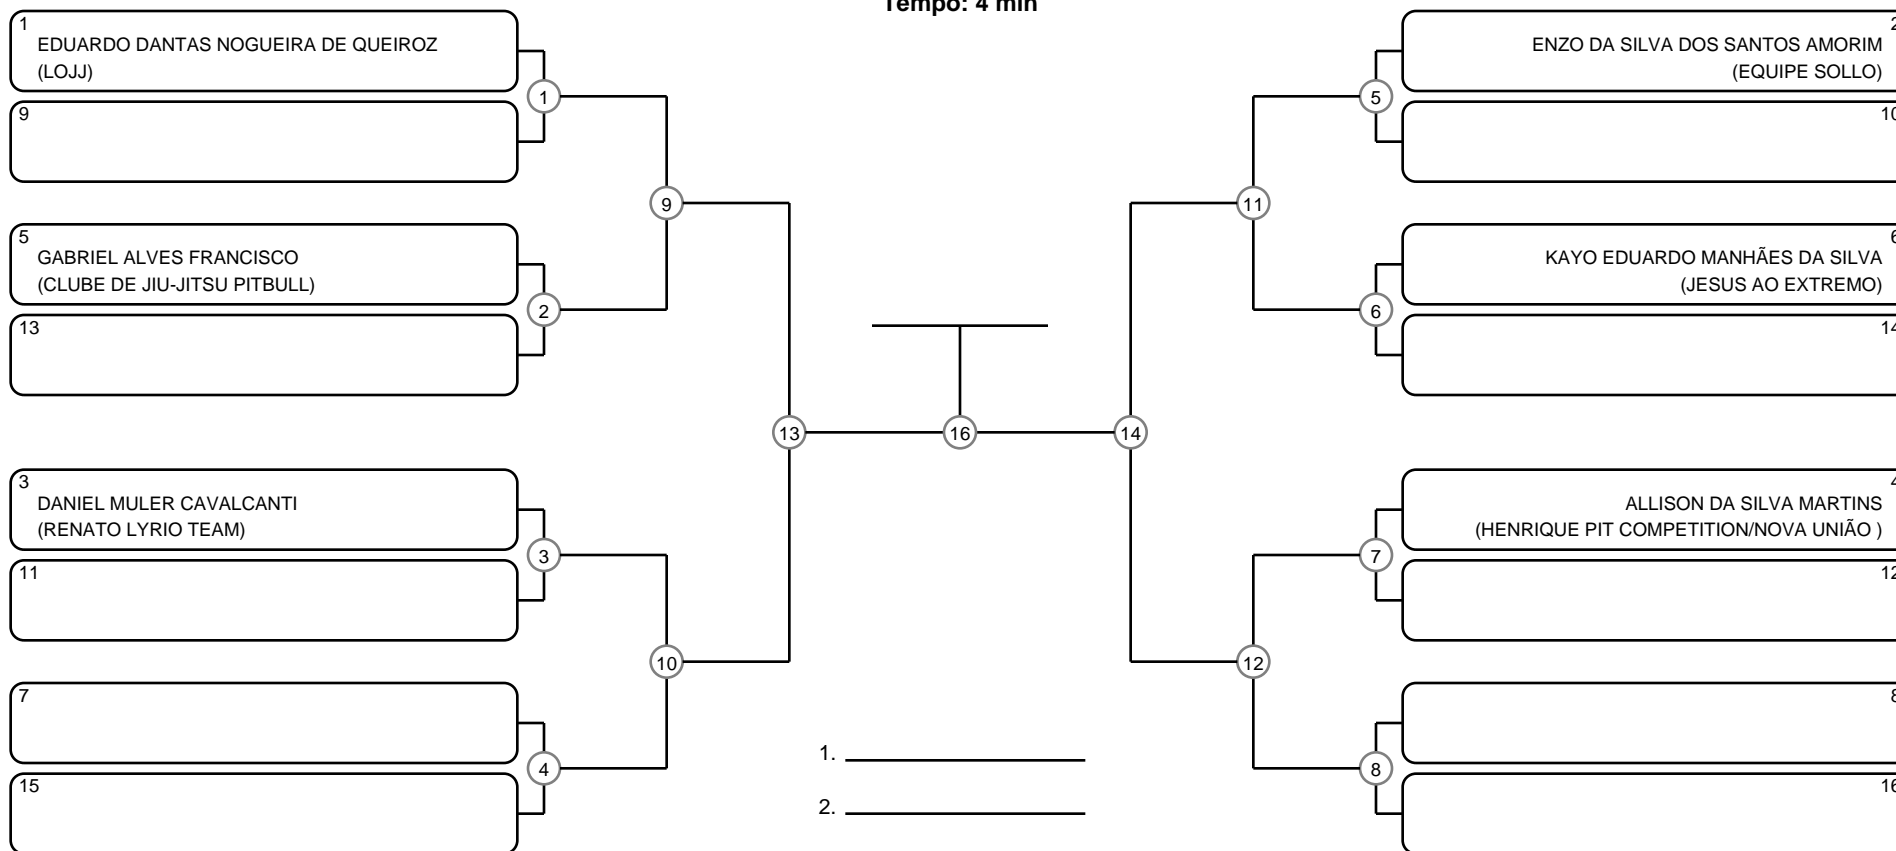 Tempo: 4 min
1
EDUARDO DANTAS NOGUEIRA DE QUEIROZ
(LOJJ)
9
1
5
GABRIEL ALVES FRANCISCO
(CLUBE DE JIU-JITSU PITBULL)
13
2
9
3
DANIEL MULER CAVALCANTI
(RENATO LYRIO TEAM)
11
3
7
15
4
10
13
16
14
2
ENZO DA SILVA DOS SANTOS AMORIM
(EQUIPE SOLLO)
10
5
6
KAYO EDUARDO MANHÃES DA SILVA
(JESUS AO EXTREMO)
14
6
11
4
ALLISON DA SILVA MARTINS
(HENRIQUE PIT COMPETITION/NOVA UNIÃO )
12
7
8
16
8
12
1.
2.